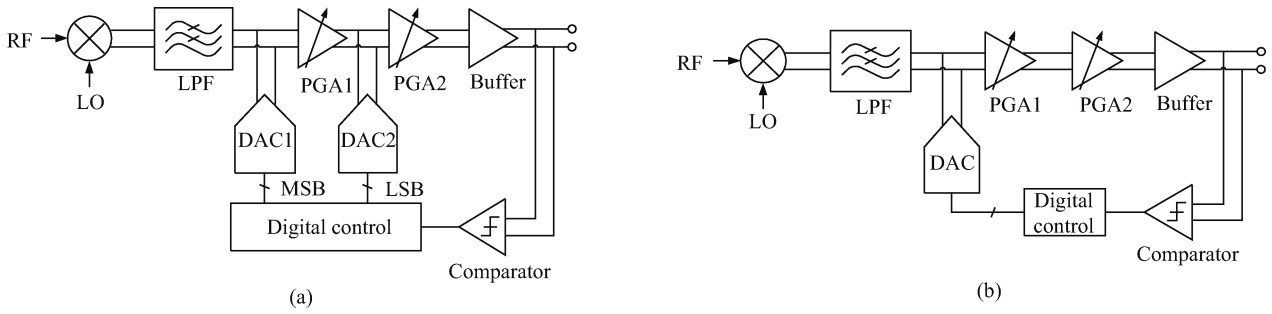 RF
LO
LPF
PGA1
PGA2
Buffer
DAC1
DAC2
MSB
LSB
Digital control
Comparator
(a)
RF
LO
LPF
PGA1
PGA2
Buffer
DAC
Digital
control
Comparator
(b)